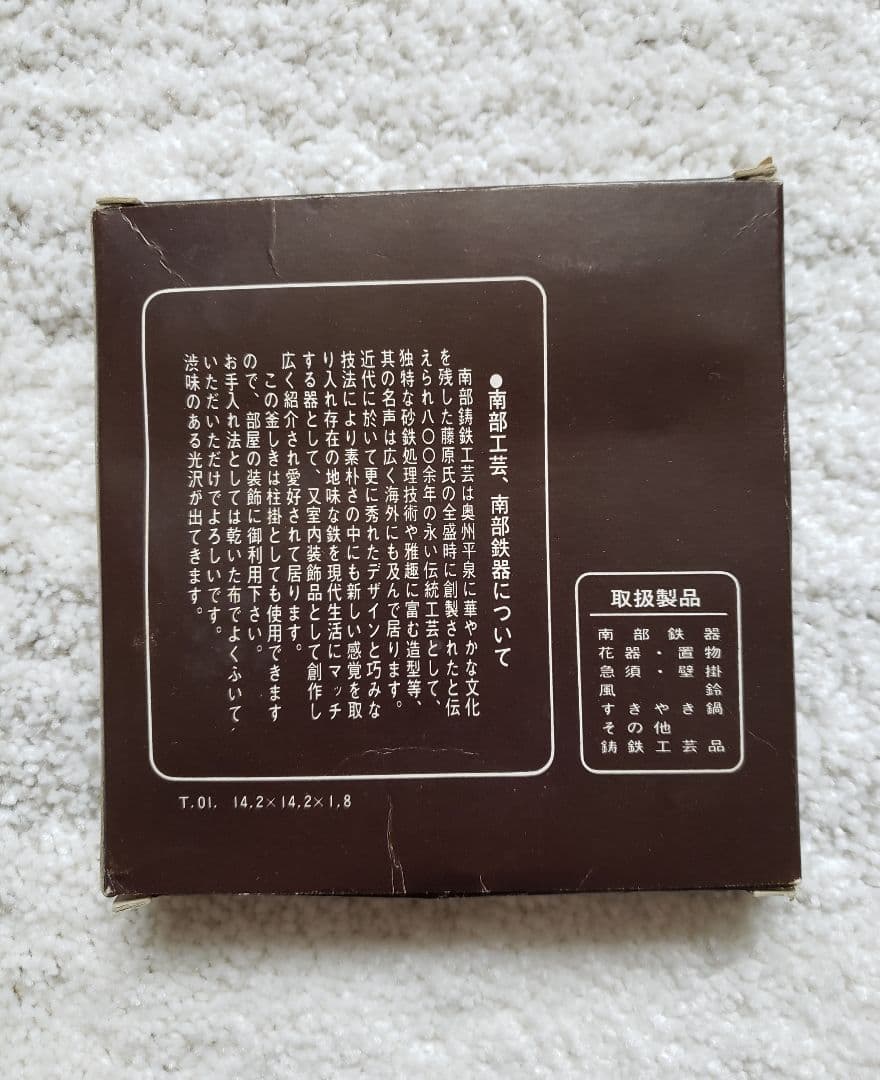 ●南部工芸、南部鉄器について
南部鋳鉄工芸は奥州平泉に華やかな文化
を残した藤原氏の全盛時に創製されたと伝
えられ八〇〇余年の永い伝統工芸として、
独特な砂鉄処理技術や雅趣に富む造型等、
其の名声は広く海外にも及んで居ります。
近代に於いて更に秀れたデザインと巧みな
技法により素朴さの中にも新しい感覚を取
り入れ存在の地味な鉄を現代生活にマッチ
する器として、又室内装飾品として創作し
広く紹介され愛好されて居ります。
この釜しきは柱掛としても使用できます
ので、部屋の装飾に御利用下さい。
お手入れ法としては乾いた布でよくふいて、
いただいただけでよろしいです。
渋味のある光沢が出てきます。
取扱製品
南部鉄器
花器・置物
急須・壁掛
風鈴
すきやき鍋
その他
鋳鉄工芸品
T.01. 14.2×14.2×1.8